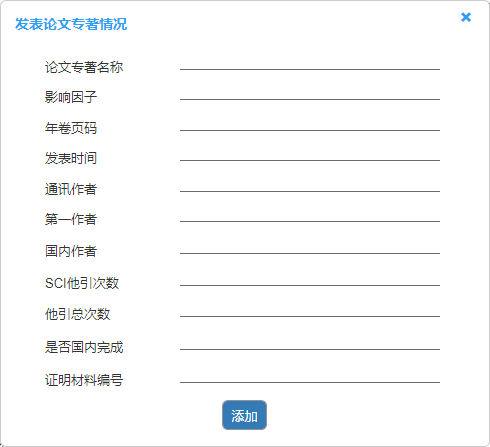 发表论文专著情况
论文专著名称
影响因子
年卷页码
发表时间
通讯作者
第一作者
国内作者
SCI他引次数
他引总次数
是否国内完成
证明材料编号
添加